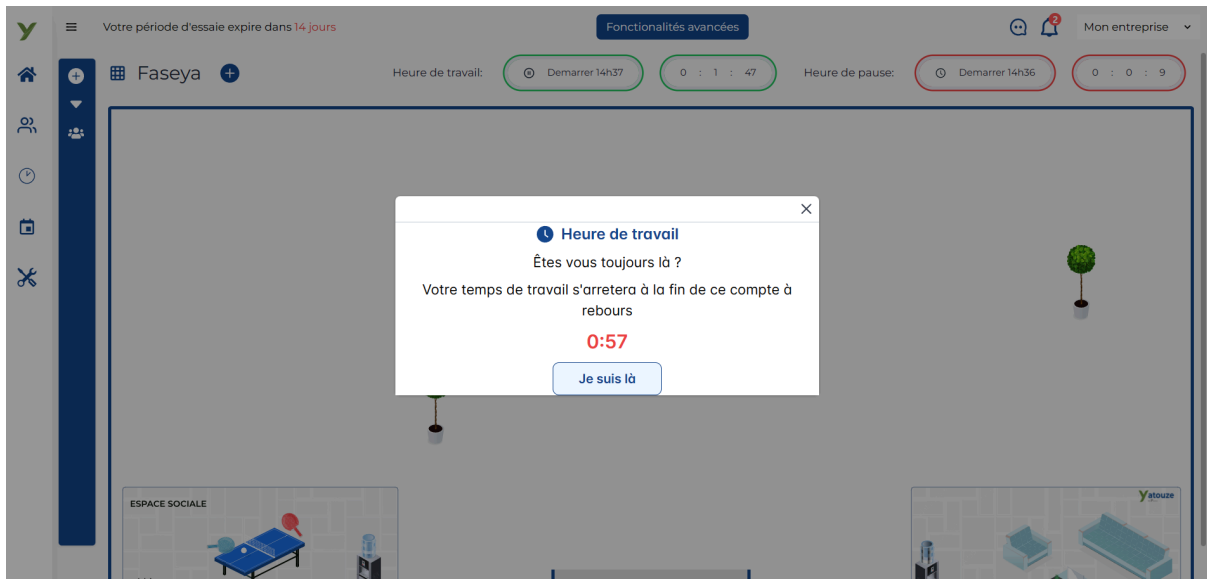 Votre période d'essaie expire dans 14 jours
Fonctionalités avancées
2
Mon entreprise
Faseya
Heure de travail:
Demarrer 14h37
0 : 1 : 47
Heure de pause:
Demarrer 14h36
0 : 0 : 9
Heure de travail
Êtes vous toujours là ?
Votre temps de travail s'arretera à la fin de ce compte à
rebours
0:57
Je suis là
ESPACE SOCIALE
Yatouze